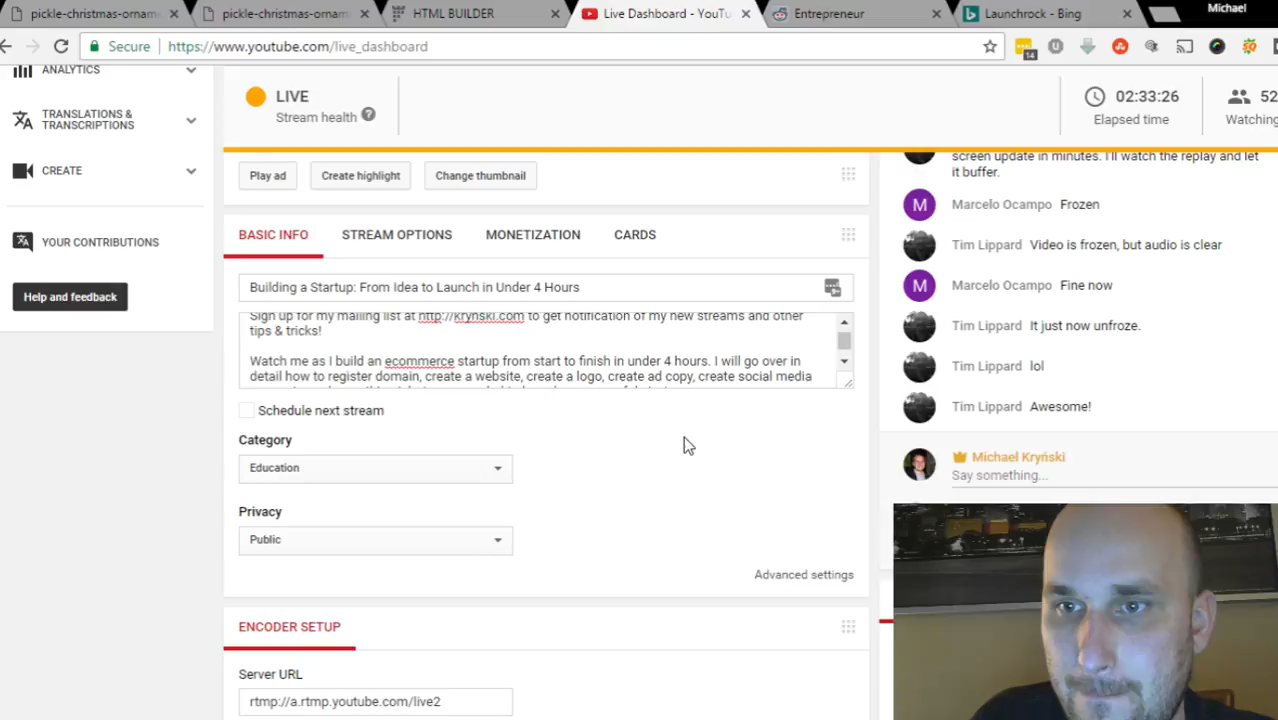 pickle-christmas-ornam
pickle-christmas-ornam
HTML BUILDER
Live Dashboard - YouTu
Entrepreneur
Launchrock - Bing
Michael
Secure
https://www.youtube.com/live_dashboard
14
ANALYTICS
TRANSLATIONS &
TRANSCRIPTIONS
CREATE
YOUR CONTRIBUTIONS
Help and feedback
LIVE
Stream health
02:33:26
Elapsed time
52
Watching
Play ad
Create highlight
Change thumbnail
BASIC INFO
STREAM OPTIONS
MONETIZATION
CARDS
Building a Startup: From Idea to Launch in Under 4 Hours
Sign up for my mailing list at http://krynski.com to get notification of my new streams and other
tips & tricks!
Watch me as I build an ecommerce startup from start to finish in under 4 hours. I will go over in
detail how to register domain, create a website, create a logo, create ad copy, create social media
Schedule next stream
Category
Education
Privacy
Public
Advanced settings
ENCODER SETUP
Server URL
rtmp://a.rtmp.youtube.com/live2
screen update in minutes. I'll watch the replay and let
it buffer.
M
Marcelo Ocampo Frozen
Tim Lippard Video is frozen, but audio is clear
M
Marcelo Ocampo Fine now
Tim Lippard It just now unfroze.
Tim Lippard lol
Tim Lippard Awesome!
Michael Kryński
Say something...